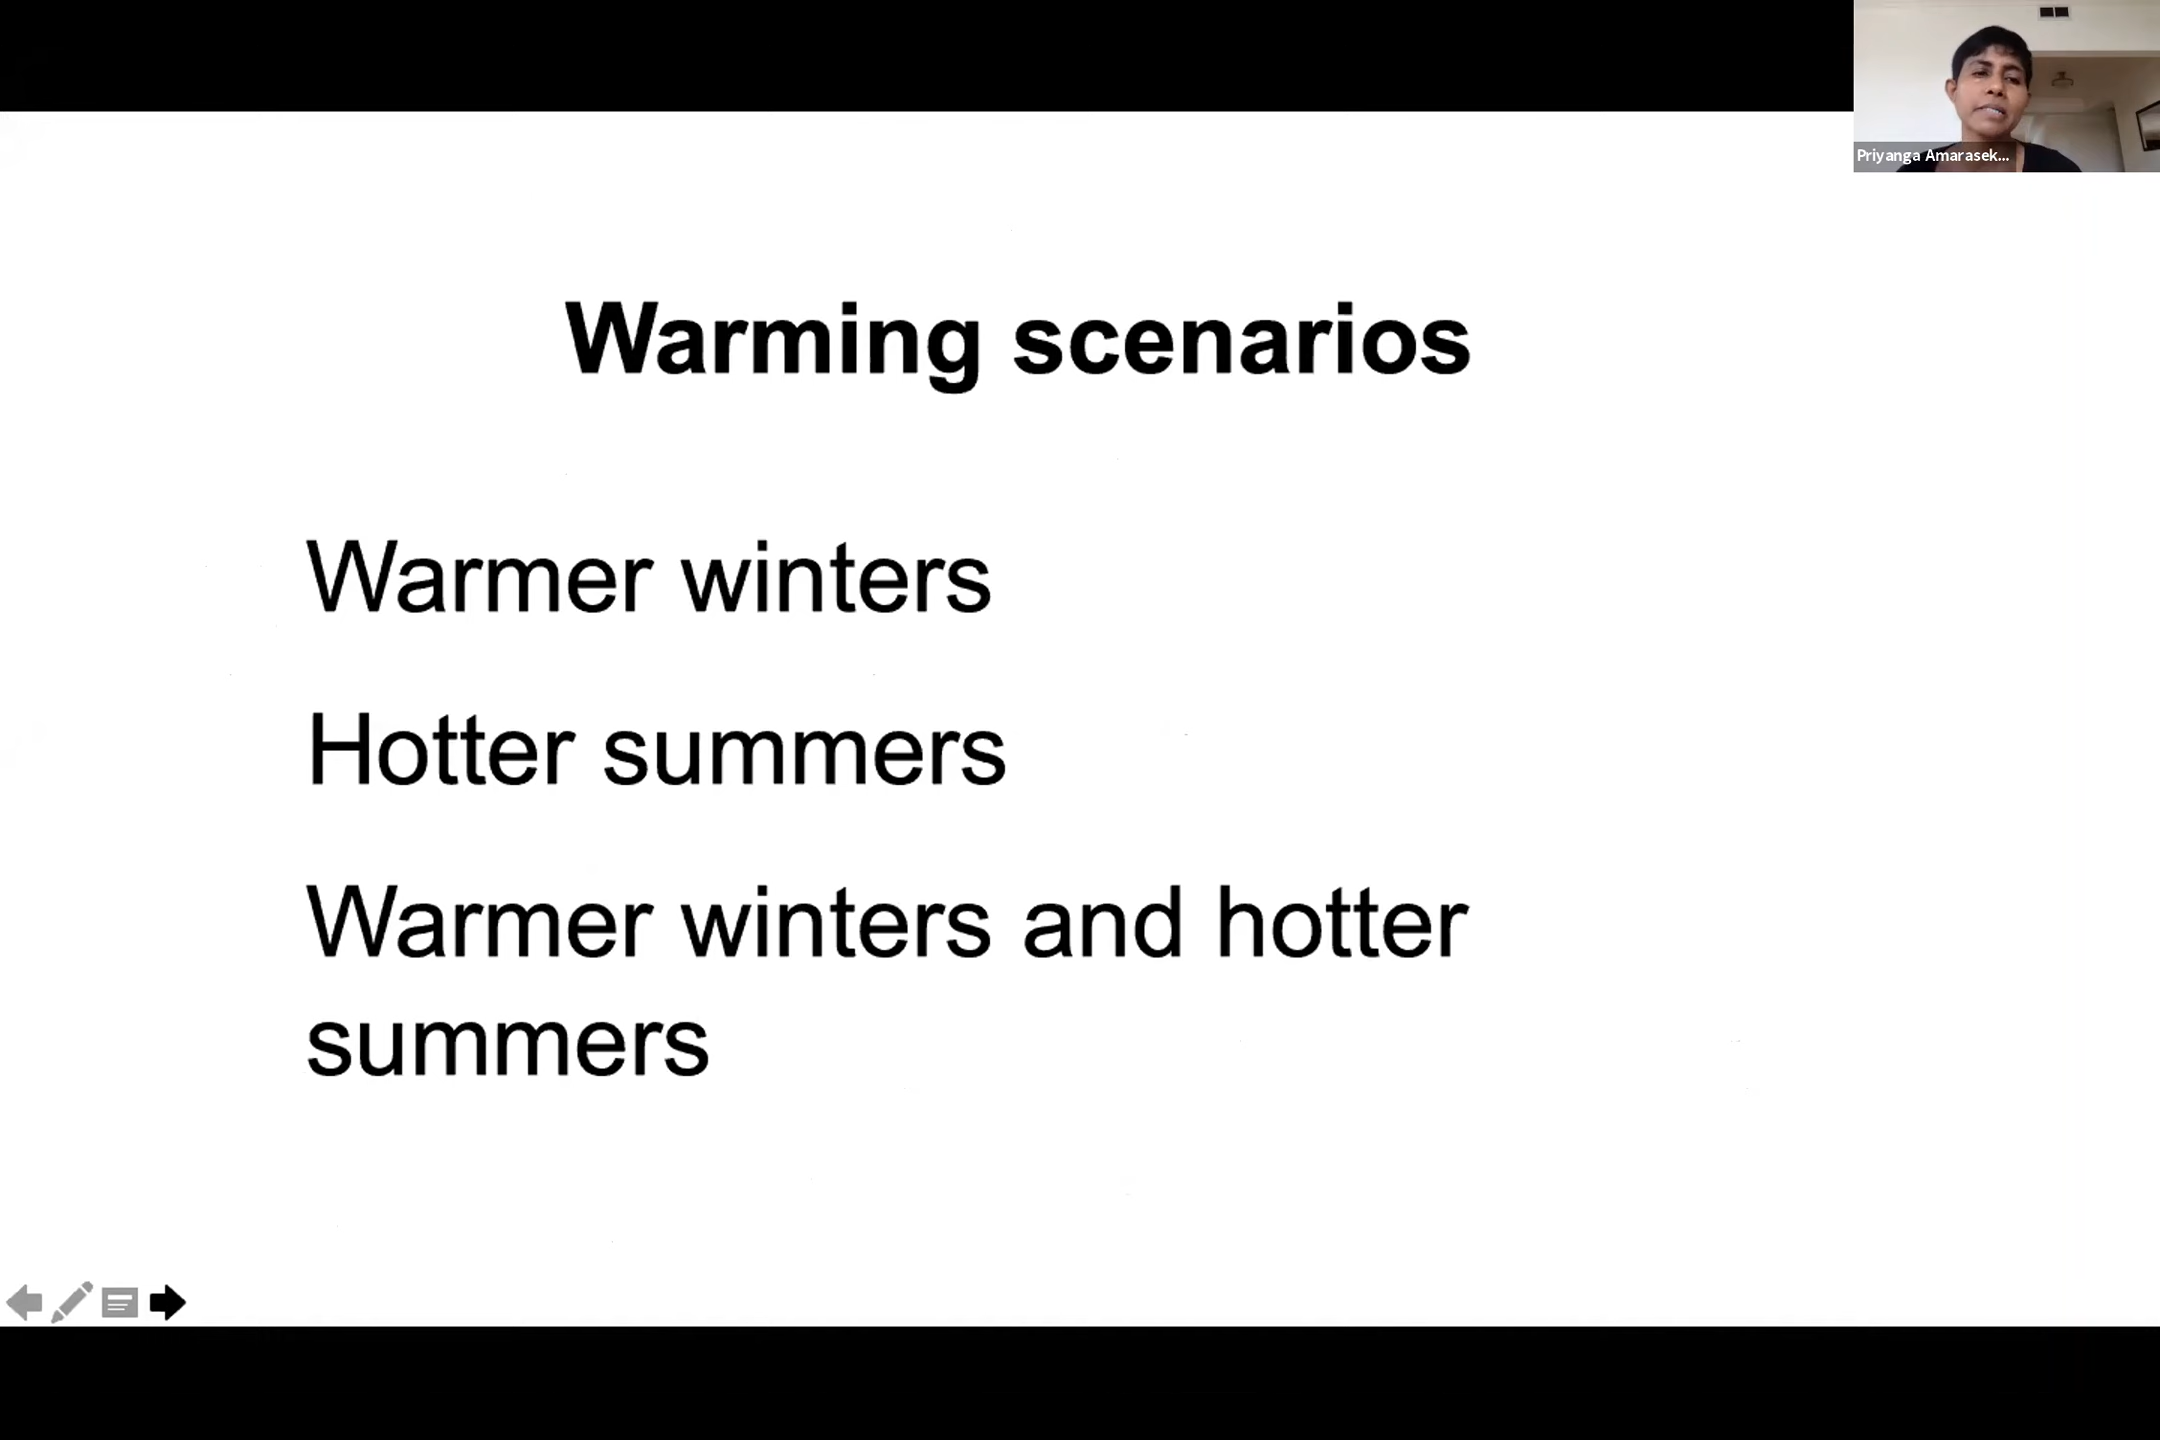 Priyanga Amarasek...
Warming scenarios
Warmer winters
Hotter summers
Warmer winters and hotter
summers